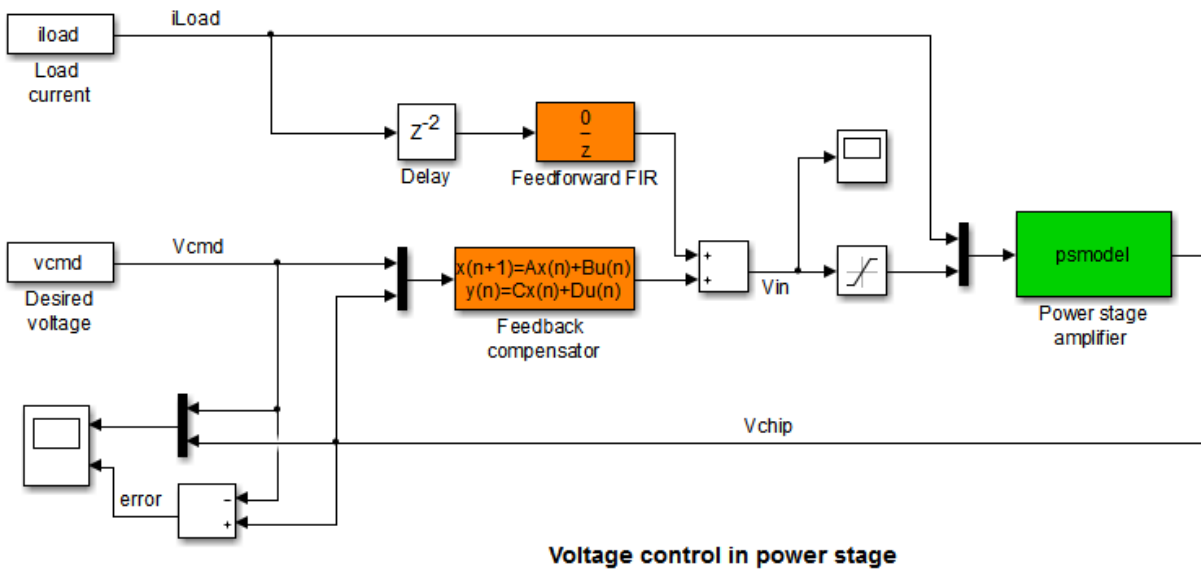 iLoad
iload
Load
current
Z-2
Delay
0
z
Feedforward FIR
Vcmd
vcmd
Desired
voltage
x(n+1)=Ax(n)+Bu(n)
y(n)=Cx(n)+Du(n)
Feedback
compensator
+
+
Vin
psmodel
Power stage
amplifier
Vchip
error
-
+
Voltage control in power stage